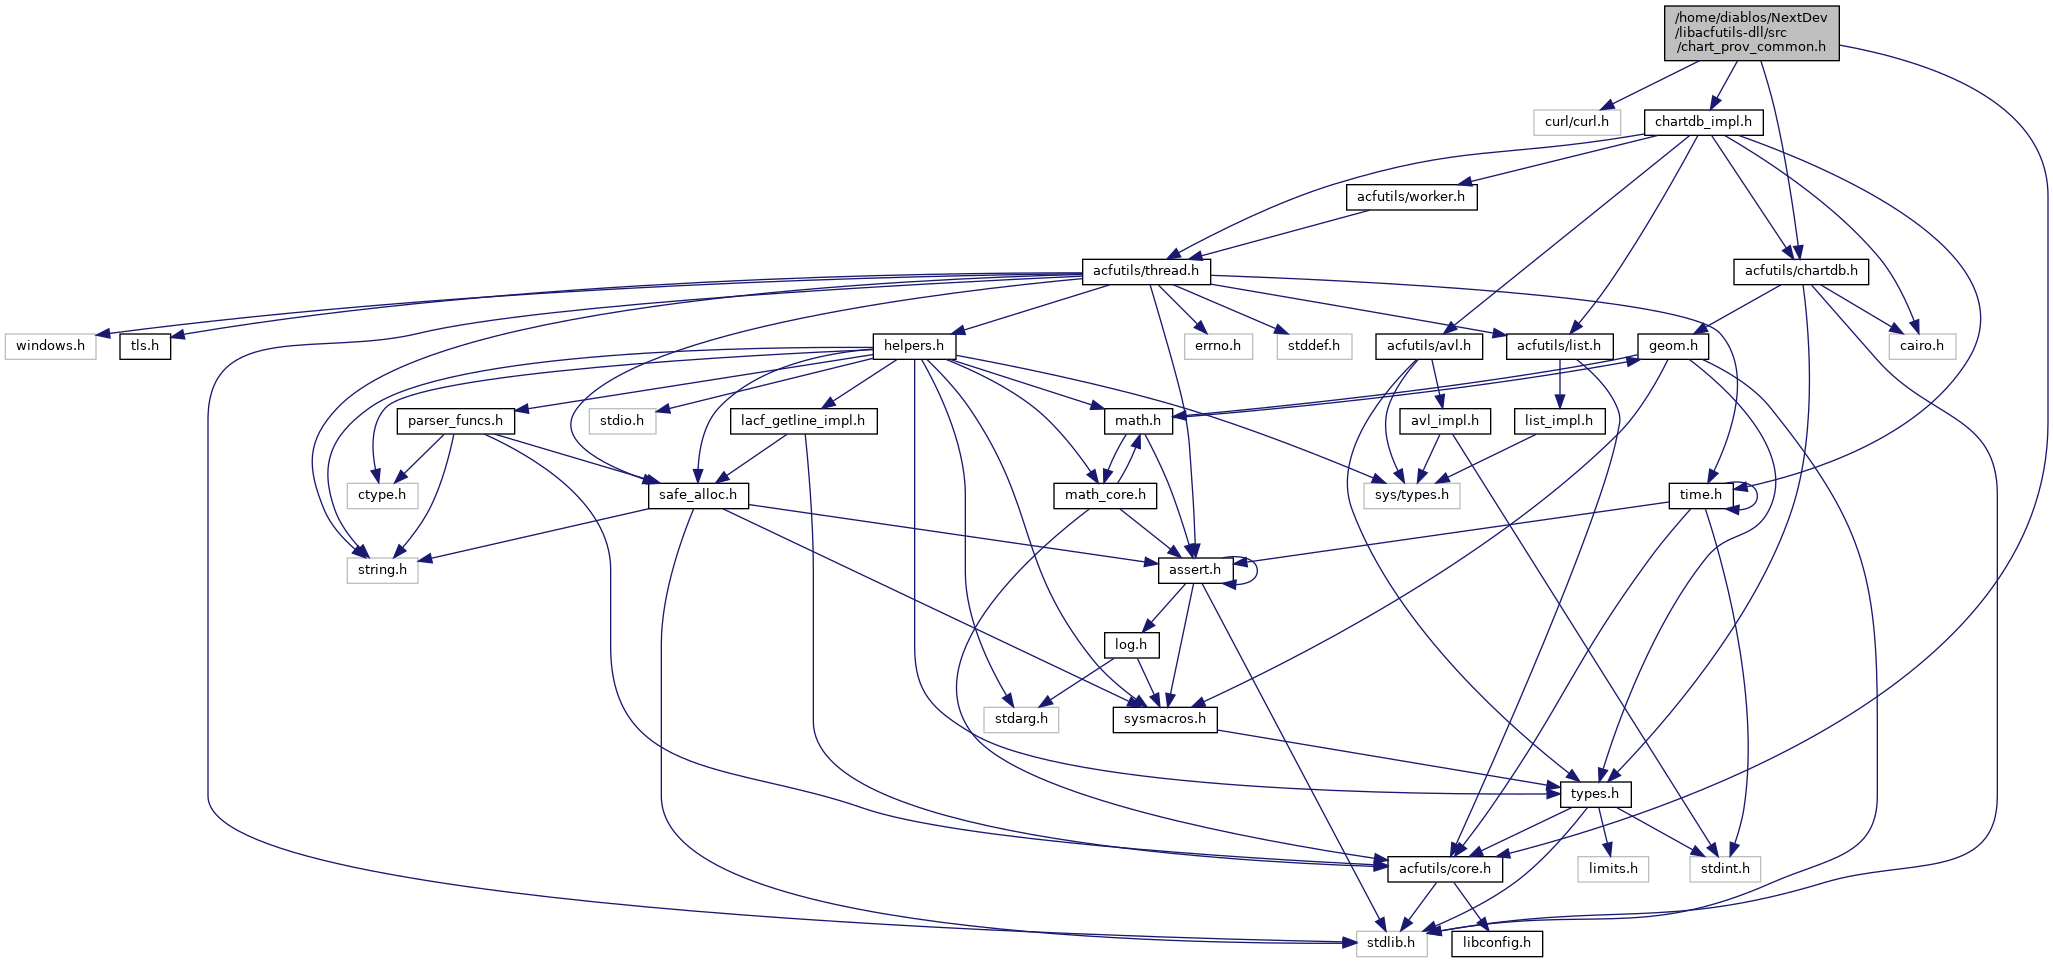 /home/diablos/NextDev
/libacfutils-dll/src
/chart_prov_common.h
curl/curl.h
chartdb_impl.h
acfutils/worker.h
acfutils/thread.h
acfutils/chartdb.h
windows.h
tls.h
helpers.h
errno.h
stddef.h
acfutils/avl.h
acfutils/list.h
geom.h
cairo.h
parser_funcs.h
stdio.h
lacf_getline_impl.h
math.h
avl_impl.h
list_impl.h
ctype.h
safe_alloc.h
math_core.h
sys/types.h
time.h
string.h
assert.h
log.h
stdarg.h
sysmacros.h
types.h
acfutils/core.h
limits.h
stdint.h
stdlib.h
libconfig.h